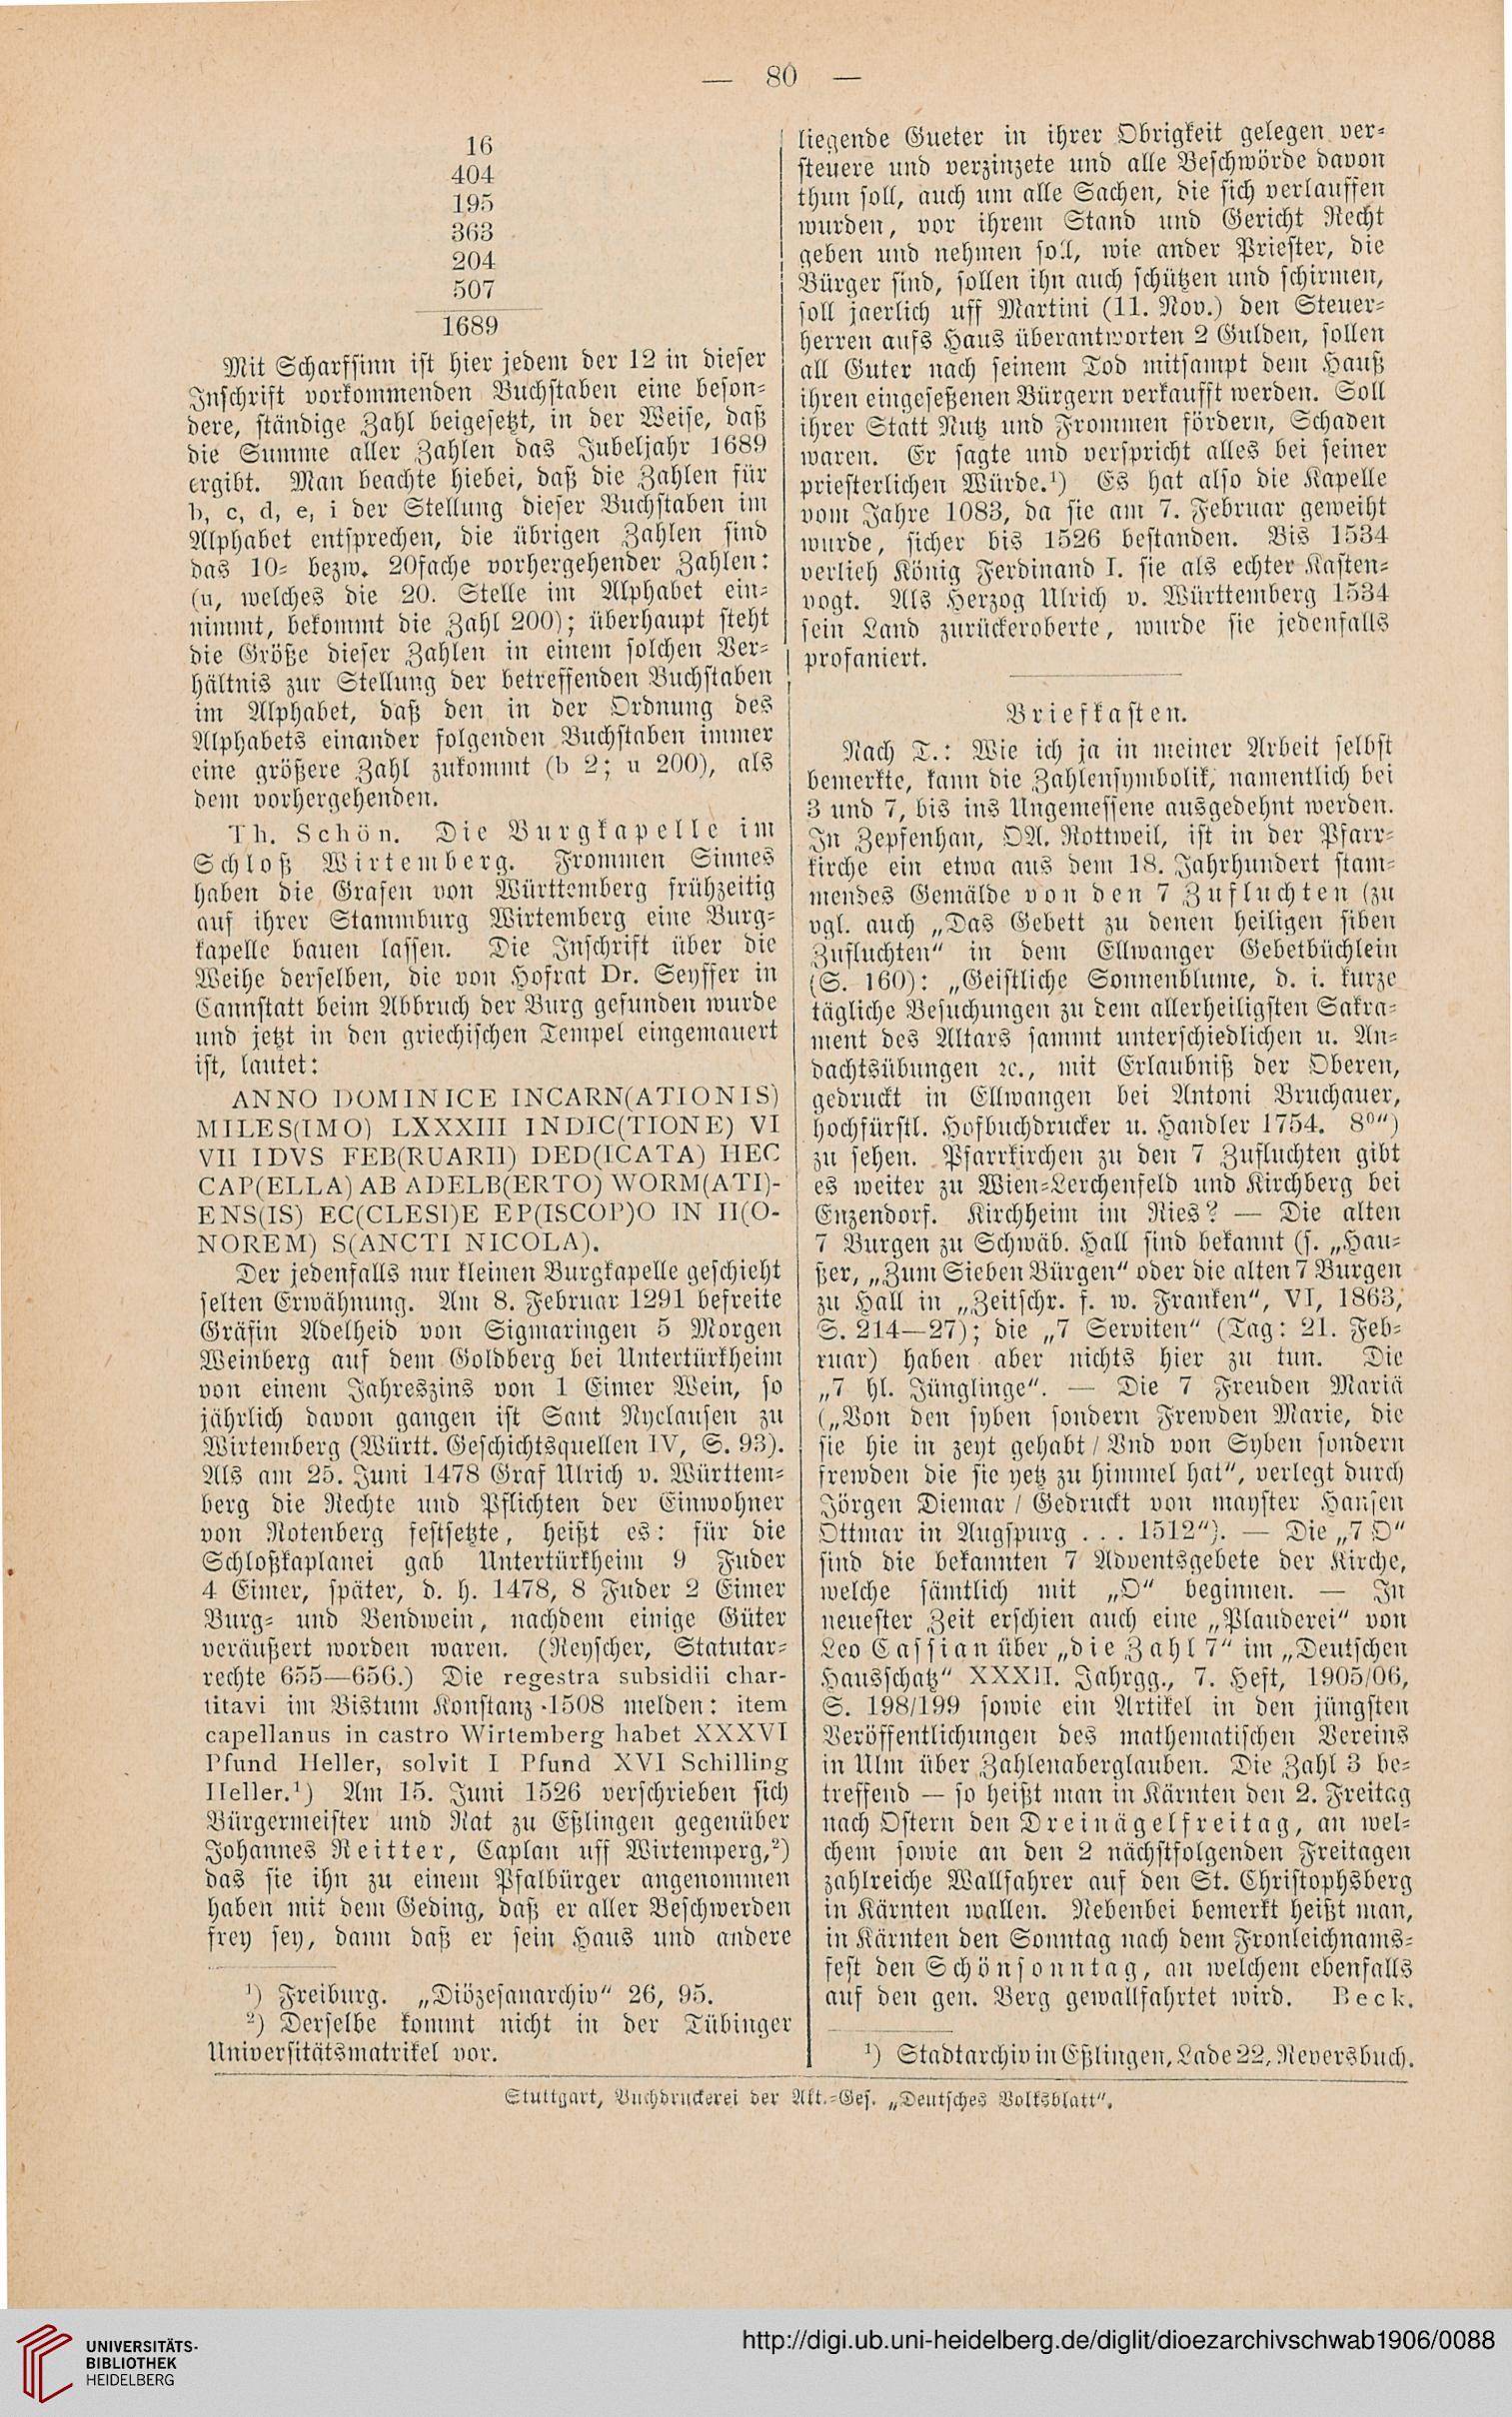 — 80 —
16
404
195
363
204
507
1689
Mit Scharfsinn ist hier jedem der 12 in dieser
Inschrift vorkommenden Buchstaben eine beson-
dere, ständige Zahl beigesetzt, in der Weise, daß
die Summe aller Zahlen das Jubeljahr 1689
ergibt. Man beachte hiebei, daß die Zahlen für
b, c, d, e, i der Stellung dieser Buchstaben im
Alphabet entsprechen, die übrigen Zahlen sind
das 10- bezw. 20fache vorhergehender Zahlen:
(u, welches die 20. Stelle im Alphabet ein-
nimmt, bekommt die Zahl 200); überhaupt steht
die Größe dieser Zahlen in einem solchen Ver-
hältnis zur Stellung der betreffenden Buchstaben
im Alphabet, daß den in der Ordnung des
Alphabets einander folgenden Buchstaben immer
eine größere Zahl zukommt (b 2; u 200), als
dem vorhergehenden.
Th. Schön. Die Burgkapelle im
Schloß Wirtemberg. Frommen Sinnes
haben die Grafen von Württemberg frühzeitig
auf ihrer Stammburg Wirtemberg eine Burg-
kapelle bauen lassen. Die Inschrift über die
Weihe derselben, die von Hofrat Dr. Seyffer in
Cannstatt beim Abbruch der Burg gefunden wurde
und jetzt in den griechischen Tempel eingemauert
ist, lautet:
ANNO DOMINICE INCARN(ATIONIS)
MILES(IMO) LXXXIII INDIC(TIONE) VI
VII IDVS FEB(RUARII) DED(ICATA) HEC
CAP(ELLA) AB ADELB(ERTO) WORM(ATI)-
ENS(IS) EC(CLESI)E EP(ISCOP)O IN H(O-
NOREM) S(ANCTI NICOLA).
Der jedenfalls nur kleinen Burgkapelle geschieht
selten Erwähnung. Am 8. Februar 1291 befreite
Gräfin Adelheid von Sigmaringen 5 Morgen
Weinberg auf dem Goldberg bei Untertürkheim
von einem Jahreszins von 1 Eimer Wein, so
jährlich davon gangen ist Sant Nyclausen zu
Wirtemberg (Württ. Geschichtsquellen IV, S. 93).
Als am 25. Juni 1478 Graf Ulrich v. Württem-
berg die Rechte und Pflichten der Einwohner
von Rotenberg festsetzte, heißt es: für die
Schloßkaplanei gab Untertürkheim 9 Fuder
4 Eimer, später, d. h. 1478, 8 Fuder 2 Eimer
Burg- und Bendwein, nachdem einige Güter
veräußert worden waren. (Reyscher, Statutar-
rechte 655—656.) Die regestra subsidii char-
titavi im Bistum Konstanz 1508 melden: item
capellanus in castro Wirtemberg habet XXXVI
Pfund Heller, solvit I Pfund XVI Schilling
Heller.¹) Am 15. Juni 1526 verschrieben sich
Bürgermeister und Rat zu Eßlingen gegenüber
Johannes Reitter, Caplan uff Wirtemperg,²)
das sie ihn zu einem Pfalbürger angenommen
haben mit dem Geding, daß er aller Beschwerden
frey sey, dann daß er sein Haus und andere
¹) Freiburg. „Diözesanarchiv" 26, 95.
²) Derselbe kommt nicht in der Tübinger
Universitätsmatrikel vor.
liegende Gueter in ihrer Obrigkeit gelegen ver-
steuere und verzinzete und alle Beschwörde davon
thun soll, auch um alle Sachen, die sich verlauffen
wurden, vor ihrem Stand und Gericht Recht
geben und nehmen soll, wie ander Priester, die
Bürger sind, sollen ihn auch schützen und schirmen,
soll jaerlich uff Martini (11. Nov.) den Steuer-
herren aufs Haus überantworten 2 Gulden, sollen
all Guter nach seinem Tod mitsampt dem Hauß
ihren eingeseßenen Bürgern verkaufft werden. Soll
ihrer Statt Nutz und Frommen fördern, Schaden
waren. Er sagte und verspricht alles bei seiner
priesterlichen Würde.¹) Es hat also die Kapelle
vom Jahre 1083, da sie am 7. Februar geweiht
wurde, sicher bis 1526 bestanden. Bis 1534
verlieh König Ferdinand I. sie als echter Kasten-
vogt. Als Herzog Ulrich v. Württemberg 1534
sein Land zurückeroberte, wurde sie jedenfalls
profaniert.
Briefkasten.
Nach T.: Wie ich ja in meiner Arbeit selbst
bemerkte, kann die Zahlensymbolik, namentlich bei
3 und 7, bis ins Ungemessene ausgedehnt werden.
In Zepfenhan, OA. Rottweil, ist in der Pfarr-
kirche ein etwa aus dem 18. Jahrhundert stam-
mendes Gemälde von den 7 Zufluchten (zu
vgl. auch „Das Gebett zu denen heiligen siben
Zufluchten" in dem Ellwanger Gebetbüchlein
(S. 160): „Geistliche Sonnenblume, d. i. kurze
tägliche Besuchungen zu dem allerheiligsten Sakra-
ment des Altars sammt unterschiedlichen u. An-
dachtsübungen ꝛc., mit Erlaubniß der Oberen,
gedruckt in Ellwangen bei Antoni Bruchauer,
hochfürstl. Hofbuchdrucker u. Handler 1754. 8⁰")
zu sehen. Pfarrkirchen zu den 7 Zufluchten gibt
es weiter zu Wien-Lerchenfeld und Kirchberg bei
Enzendorf. Kirchheim im Ries? — Die alten
7 Burgen zu Schwäb. Hall sind bekannt (s. „Hau-
ßer, „Zum Sieben Bürgen" oder die alten 7 Burgen
zu Hall in „Zeitschr. f. w. Franken", VI, 1863,
S. 214—27); die „7 Serviten" (Tag: 21. Feb-
ruar) haben aber nichts hier zu tun. Die
„7 hl. Jünglinge". — Die 7 Freuden Mariä
(„Von den syben sondern Frewden Marie, die
sie hie in zeyt gehabt / Vnd von Syben sondern
frewden die sie yetz zu himmel hat", verlegt durch
Jörgen Diemar / Gedruckt von mayster Hansen
Ottmar in Augspurg . . . 1512"). — Die „7 O"
sind die bekannten 7 Adventsgebete der Kirche,
welche sämtlich mit „O" beginnen. — In
neuester Zeit erschien auch eine „Plauderei" von
Leo Cassian über „die Zahl 7" im „Deutschen
Hausschatz" XXXII. Jahrgg., 7. Heft, 1905/06,
S. 198/199 sowie ein Artikel in den jüngsten
Veröffentlichungen des mathematischen Vereins
in Ulm über Zahlenaberglauben. Die Zahl 3 be-
treffend — so heißt man in Kärnten den 2. Freitag
nach Ostern den Dreinägelfreitag, an wel-
chem sowie an den 2 nächstfolgenden Freitagen
zahlreiche Wallfahrer auf den St. Christophsberg
in Kärnten wallen. Nebenbei bemerkt heißt man,
in Kärnten den Sonntag nach dem Fronleichnams-
fest den Schönsonntag, an welchem ebenfalls
auf den gen. Berg gewallfahrtet wird. Beck.
¹) Stadtarchiv in Eßlingen, Lade 22, Reversbuch.
Stuttgart, Buchdruckerei der Akt.-Ges. „Deutsches Volksblatt".
UNIVERSITÄTS-
BIBLIOTHEK
HEIDELBERG
http://digi.ub.uni-heidelberg.de/diglit/dioezarchivschwab1906/0088